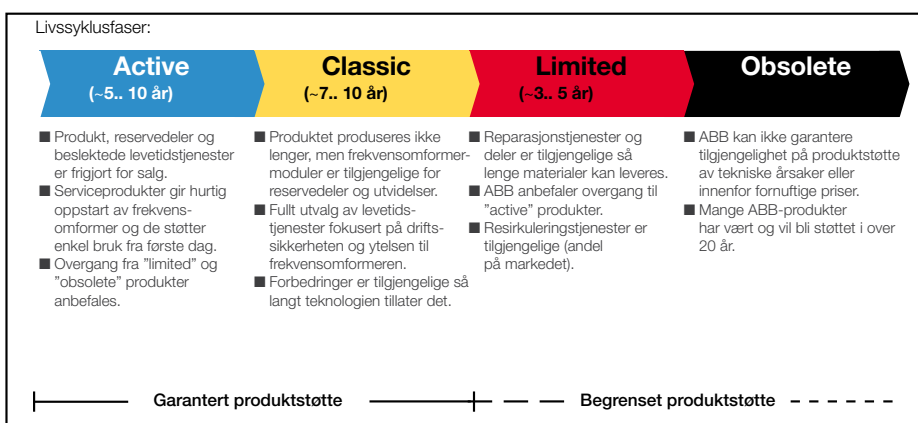 Livssyklusfaser:
Active
(~5.. 10 år)
■ Produkt, reservedeler og
beslektede levetidstjenester
er frigjort for salg.
■ Serviceprodukter gir hurtig
oppstart av frekvens-
omformer og de støtter
enkel bruk fra første dag.
■ Overgang fra ”limited” og
”obsolete” produkter
anbefales.
Classic
(~7.. 10 år)
■ Produktet produseres ikke
lenger, men frekvensomformer-
moduler er tilgjengelige for
reservedeler og utvidelser.
■ Fullt utvalg av levetids-
tjenester fokusert på drifts-
sikkerheten og ytelsen til
frekvensomformeren.
■ Forbedringer er tilgjengelige så
langt teknologien tillater det.
Limited
(~3.. 5 år)
■ Reparasjonstjenester og
deler er tilgjengelige så
lenge materialer kan leveres.
■ ABB anbefaler overgang til
”active” produkter.
■ Resirkuleringstjenester er
tilgjengelige (andel
på markedet).
Obsolete
■ ABB kan ikke garantere
tilgjengelighet på produktstøtte
av tekniske årsaker eller
innenfor fornuftige priser.
■ Mange ABB-produkter
har vært og vil bli støttet i over
20 år.
Garantert produktstøtte
Begrenset produktstøtte